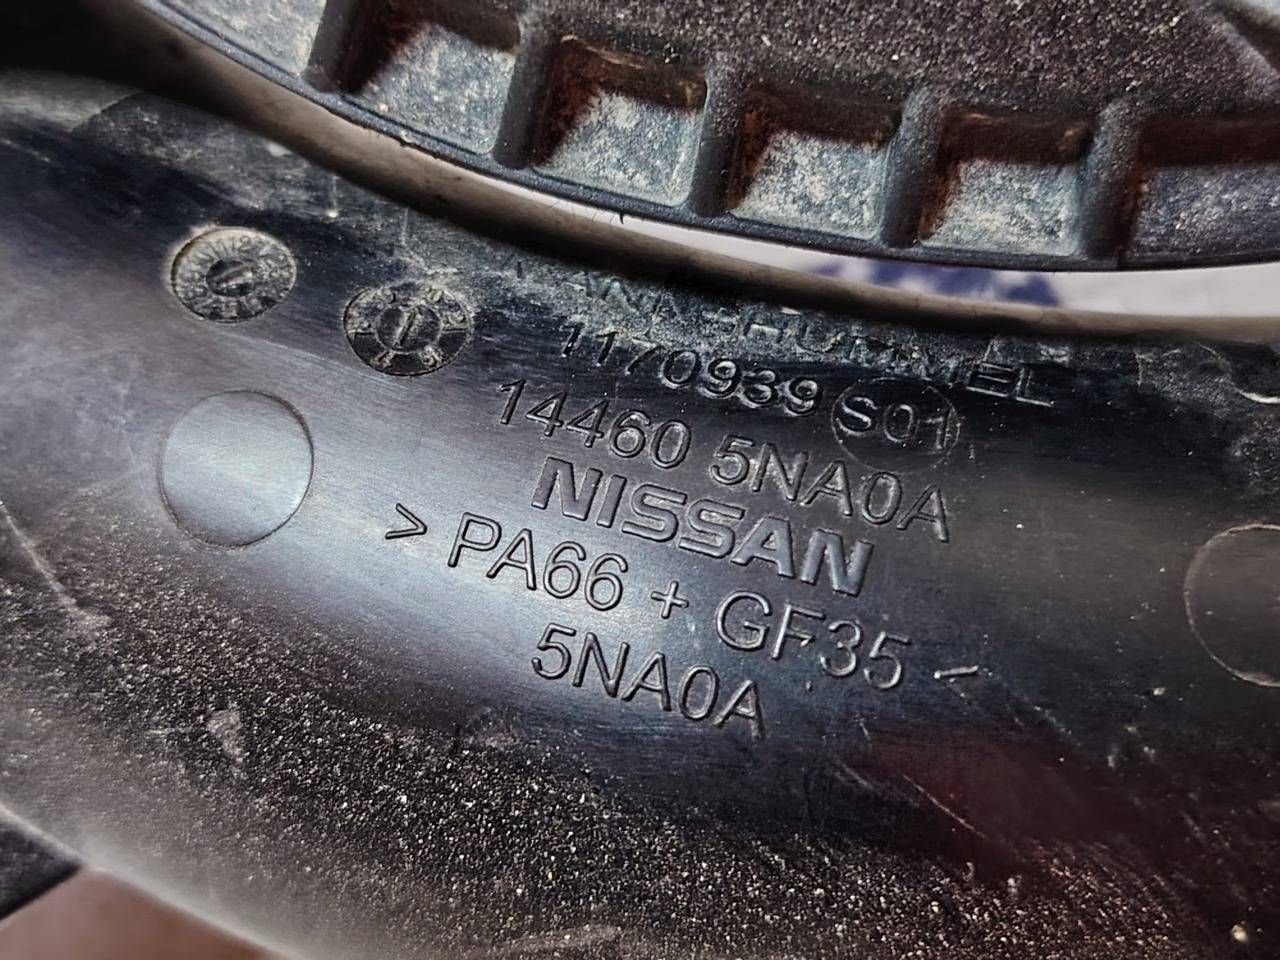 MANN+HUMMEL
1170939 S01
14460 5NA0A
NISSAN
> PA66 + GF35 <
5NA0A